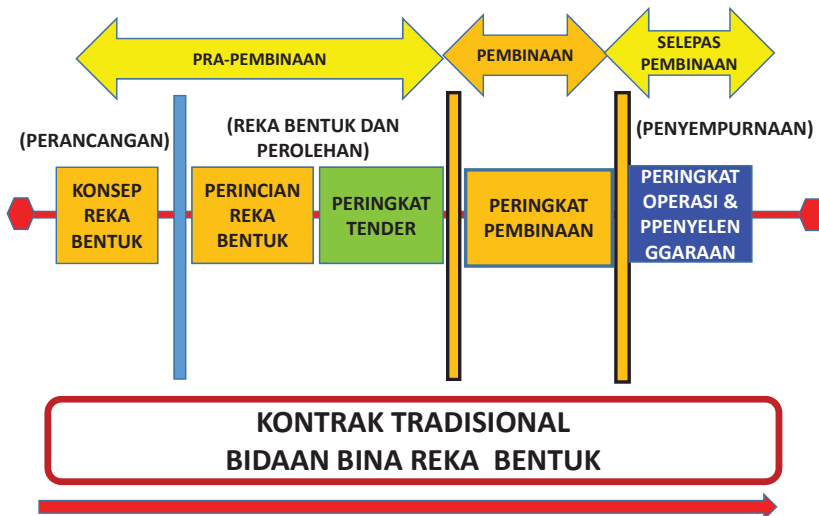 PRA-PEMBINAAN
PEMBINAAN
SELEPAS
PEMBINAAN
(PERANCANGAN)
(REKA BENTUK DAN
PEROLEHAN)
(PENYEMPURNAAN)
KONSEP
REKA
BENTUK
PERINCIAN
REKA
BENTUK
PERINGKAT
TENDER
PERINGKAT
PEMBINAAN
PERINGKAT
OPERASI &
PPENYELEN
GGARAAN
KONTRAK TRADISIONAL
BIDAAN BINA REKA BENTUK